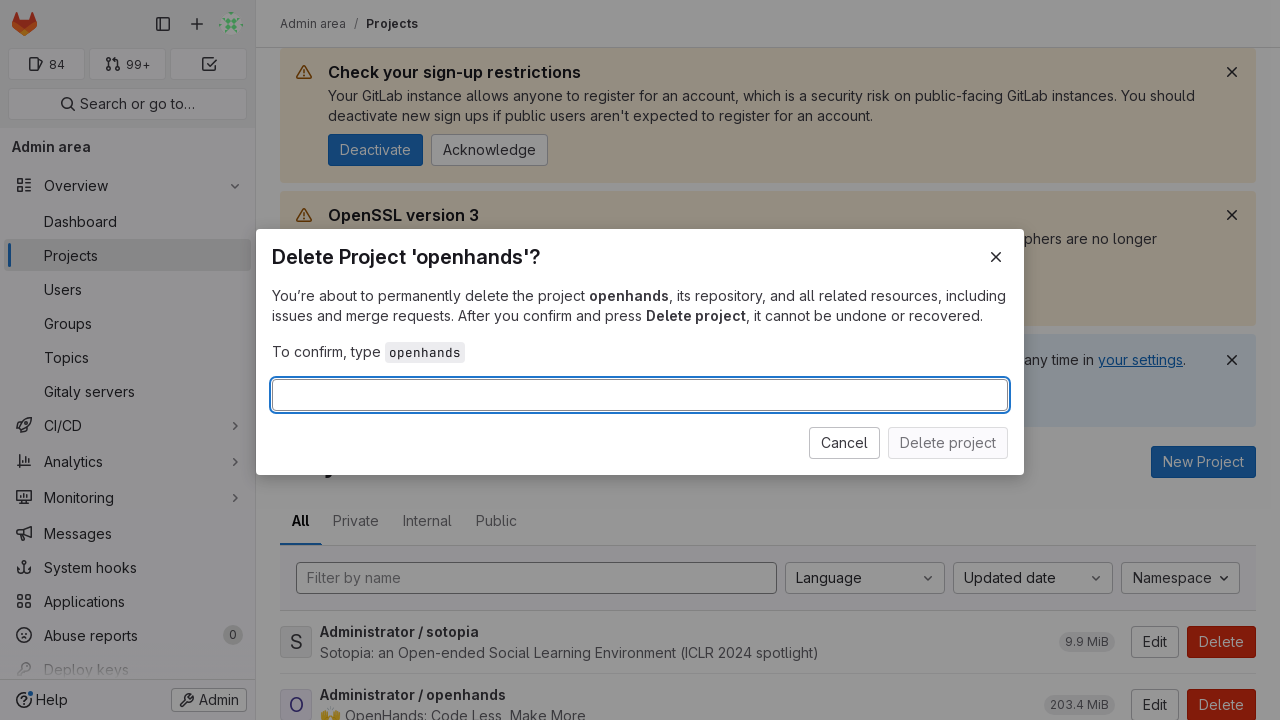 Admin area / Projects
84
99+
Search or go to…
Admin area
Overview
Dashboard
Projects
Users
Groups
Topics
Gitaly servers
CI/CD
Analytics
Monitoring
Messages
System hooks
Applications
Abuse reports 0
Deploy keys
Help
Admin
Check your sign-up restrictions
Your GitLab instance allows anyone to register for an account, which is a security risk on public-facing GitLab instances. You should
deactivate new sign ups if public users aren't expected to register for an account.
Deactivate
Acknowledge
OpenSSL version 3
phers are no longer
any time in your settings.
Delete Project 'openhands'?
You’re about to permanently delete the project openhands, its repository, and all related resources, including
issues and merge requests. After you confirm and press Delete project, it cannot be undone or recovered.
To confirm, type openhands
Cancel
Delete project
New Project
All
Private
Internal
Public
Filter by name
Language
Updated date
Namespace
S
Administrator / sotopia
Sotopia: an Open-ended Social Learning Environment (ICLR 2024 spotlight)
9.9 MiB
Edit
Delete
O
Administrator / openhands
🙌 OpenHands: Code Less, Make More
203.4 MiB
Edit
Delete